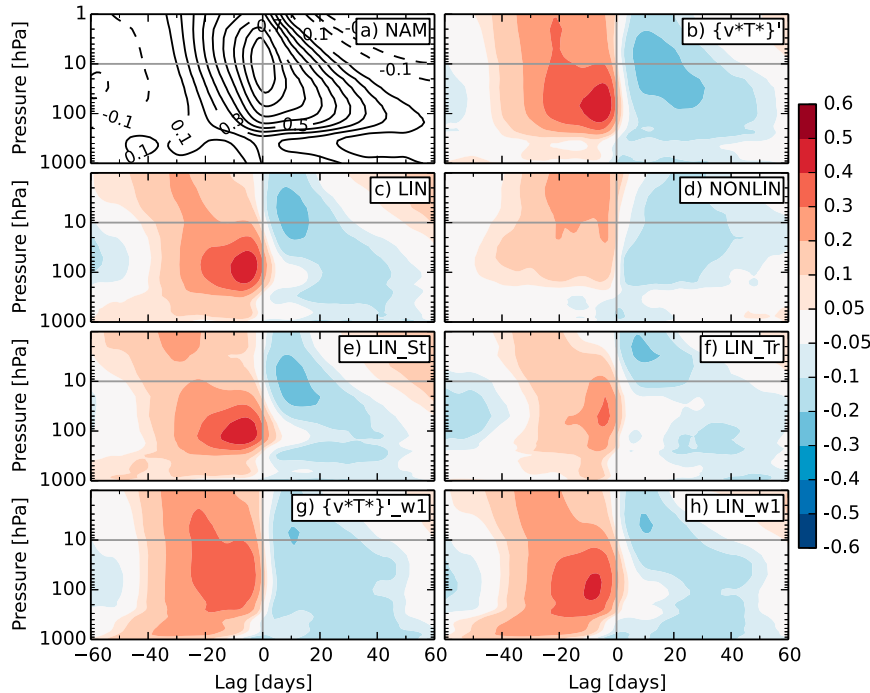 1
10
100
1000
Pressure [hPa]
a) NAM
0.7
-0.1
-0.1
-0.1
0.1
0.3
0.5
0.1
b) {v*T*}'
10
100
1000
Pressure [hPa]
c) LIN
d) NONLIN
10
100
1000
Pressure [hPa]
e) LIN_St
f) LIN_Tr
10
100
1000
Pressure [hPa]
g) {v*T*}'_w1
h) LIN_w1
−60 −40 −20 0 20 40 60
−40 −20 0 20 40 60
Lag [days]
Lag [days]
0.6
0.5
0.4
0.3
0.2
0.1
0.05
-0.05
-0.1
-0.2
-0.3
-0.4
-0.5
-0.6